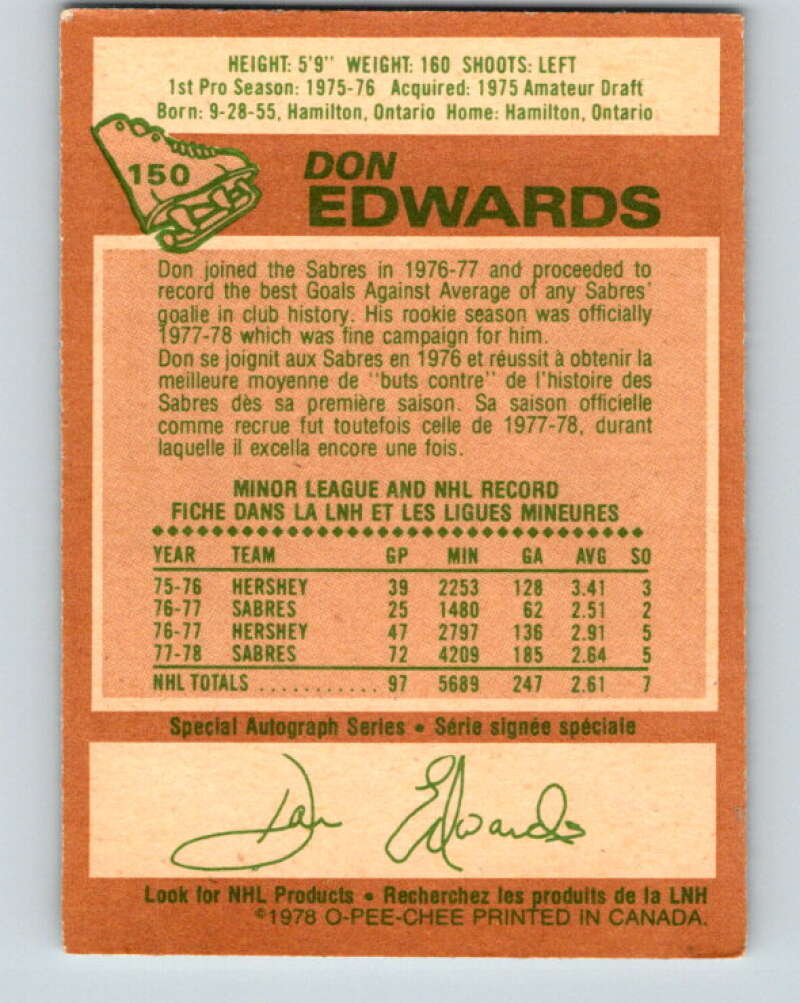 HEIGHT: 5'9" WEIGHT: 160 SHOOTS: LEFT
1st Pro Season: 1975-76 Acquired: 1975 Amateur Draft
Born: 9-28-55, Hamilton, Ontario Home: Hamilton, Ontario
150
DON
EDWARDS
Don joined the Sabres in 1976-77 and proceeded to
record the best Goals Against Average of any Sabres'
goalie in club history. His rookie season was officially
1977-78 which was fine campaign for him.
Don se joignit aux Sabres en 1976 et réussit à obtenir la
meilleure moyenne de "buts contre" de l'histoire des
Sabres dès sa première saison. Sa saison officielle
comme recrue fut toutefois celle de 1977-78, durant
laquelle il excella encore une fois.
MINOR LEAGUE AND NHL RECORD
FICHE DANS LA LNH ET LES LIGUES MINEURES
YEAR TEAM GP MIN GA AVG SO
75-76 HERSHEY 39 2253 128 3.41 3
76-77 SABRES 25 1480 62 2.51 2
76-77 HERSHEY 47 2797 136 2.91 5
77-78 SABRES 72 4209 185 2.64 5
NHL TOTALS ........... 97 5689 247 2.61 7
Special Autograph Series • Série signée spéciale
Don Edwards
Look for NHL Products • Recherchez les produits de la LNH
©1978 O-PEE-CHEE PRINTED IN CANADA.